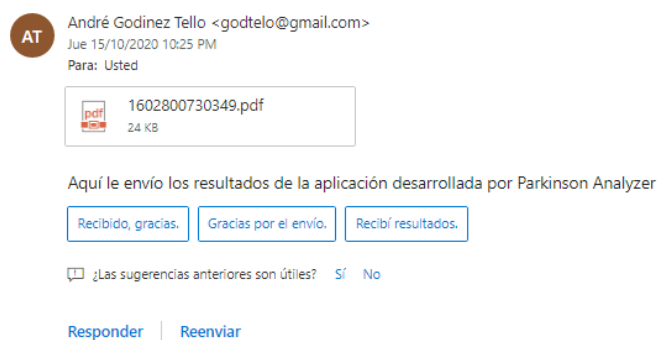 AT
André Godinez Tello <godtelo@gmail.com>
Jue 15/10/2020 10:25 PM
Para: Usted
pdf
1602800730349.pdf
24 KB
Aquí le envío los resultados de la aplicación desarrollada por Parkinson Analyzer
Recibido, gracias. Gracias por el envío. Recibí resultados.
¿Las sugerencias anteriores son útiles? Sí No
Responder Reenviar